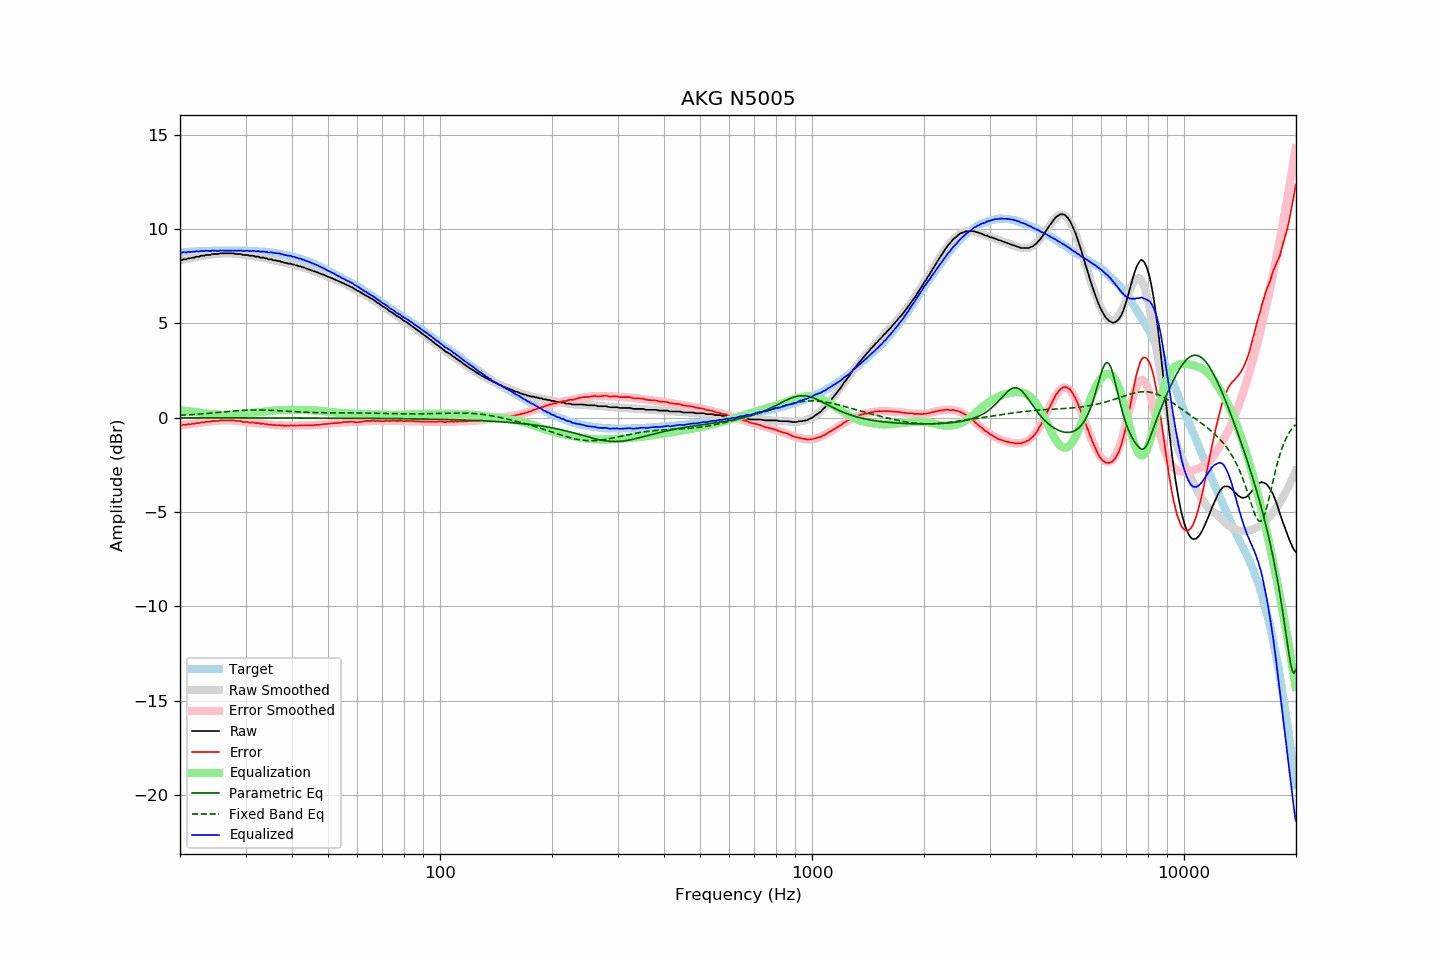 AKG N5005
15
10
5
0
−5
−10
−15
−20
Amplitude (dBr)
100
1000
10000
Frequency (Hz)
Target
Raw Smoothed
Error Smoothed
Raw
Error
Equalization
Parametric Eq
Fixed Band Eq
Equalized